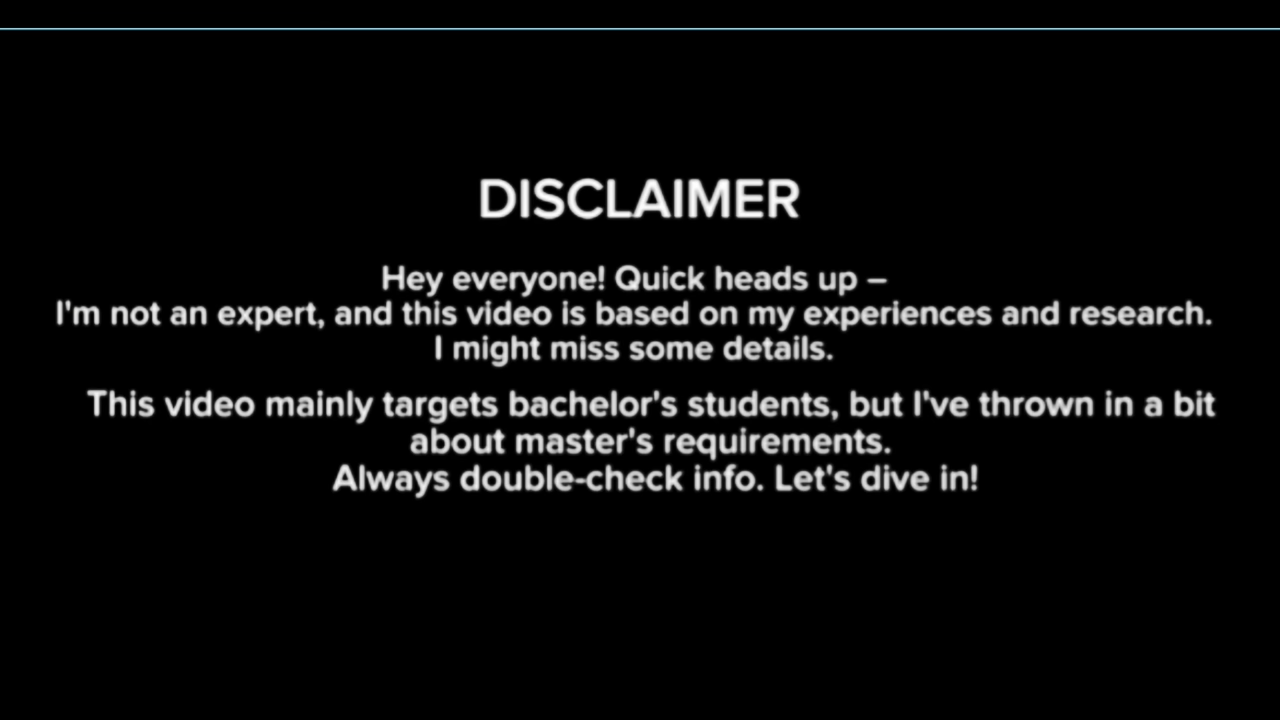 DISCLAIMER
Hey everyone! Quick heads up –
I'm not an expert, and this video is based on my experiences and research.
I might miss some details.
This video mainly targets bachelor's students, but I've thrown in a bit
about master's requirements.
Always double-check info. Let's dive in!